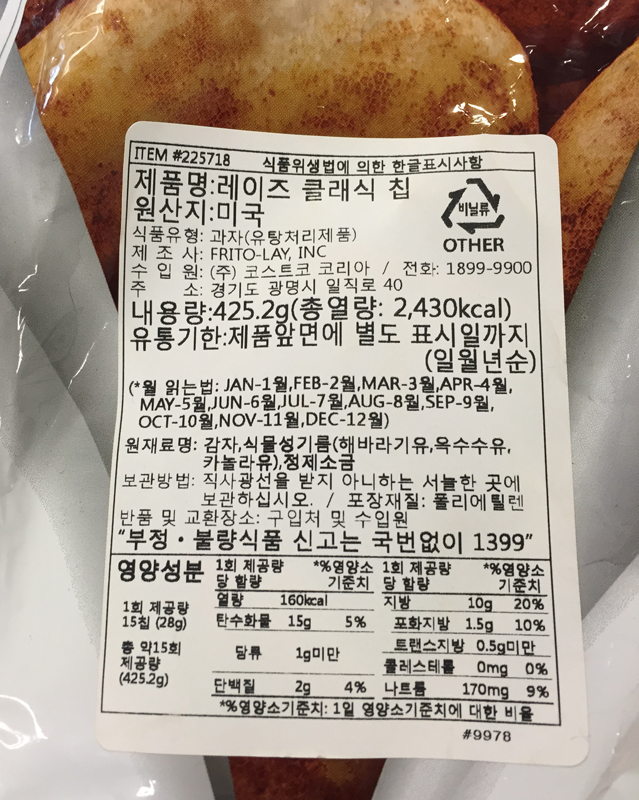 ITEM #225718 식품위생법에 의한 한글표시사항
제품명:레이즈 클래식 칩
원산지:미국
비닐류
OTHER
식품유형: 과자(유탕처리제품)
제 조 사: FRITO-LAY, INC
수 입 원: (주) 코스트코 코리아 / 전화: 1899-9900
주 소: 경기도 광명시 일직로 40
내용량:425.2g(총열량: 2,430kcal)
유통기한:제품앞면에 별도 표시일까지
(일월년순)
(*월 읽는법: JAN-1월,FEB-2월,MAR-3월,APR-4월,
MAY-5월,JUN-6월,JUL-7월,AUG-8월,SEP-9월,
OCT-10월,NOV-11월,DEC-12월)
원재료명: 감자,식물성기름(해바라기유,옥수수유,
카놀라유),정제소금
보관방법: 직사광선을 받지 아니하는 서늘한 곳에
보관하십시오. / 포장재질: 폴리에틸렌
반품 및 교환장소: 구입처 및 수입원
"부정·불량식품 신고는 국번없이 1399"
영양성분 1회 제공량 *%영양소 1회 제공량 *%영양소
당 함량 기준치 당 함량 기준치
열량 160kcal 지방 10g 20%
1회 제공량
15칩 (28g)
탄수화물 15g 5% 포화지방 1.5g 10%
총 약15회
제공량
(425.2g)
당류 1g미만 트랜스지방 0.5g미만
콜레스테롤 0mg 0%
단백질 2g 4% 나트륨 170mg 9%
*%영양소기준치: 1일 영양소기준치에 대한 비율
#9978